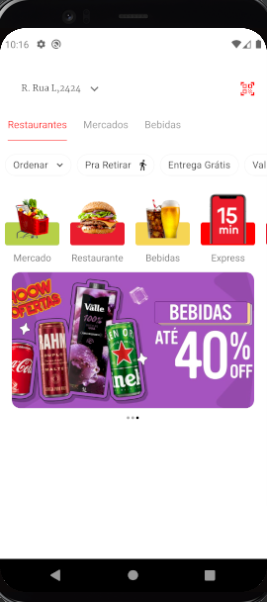 10:16
R. Rua L,2424
Restaurantes Mercados Bebidas
Ordenar Pra Retirar Entrega Grátis Val
15
min
Mercado Restaurante Bebidas Express
OFERTAS
Valle
100%
BEBIDAS
ATÉ
40%
OFF